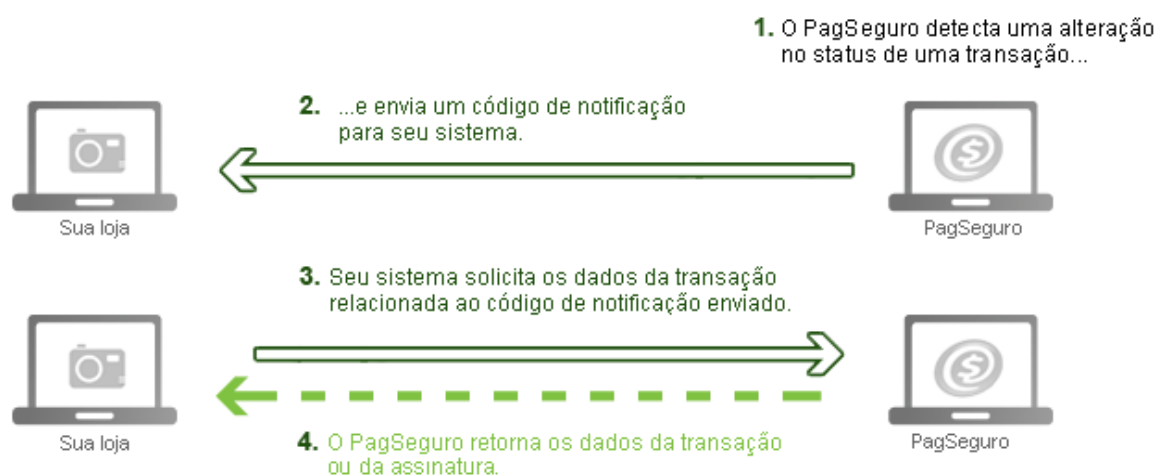 1. O PagSeguro detecta uma alteração
no status de uma transação...
2. ...e envia um código de notificação
para seu sistema.
Sua loja
PagSeguro
3. Seu sistema solicita os dados da transação
relacionada ao código de notificação enviado.
Sua loja
PagSeguro
4. O PagSeguro retorna os dados da transação
ou da assinatura.